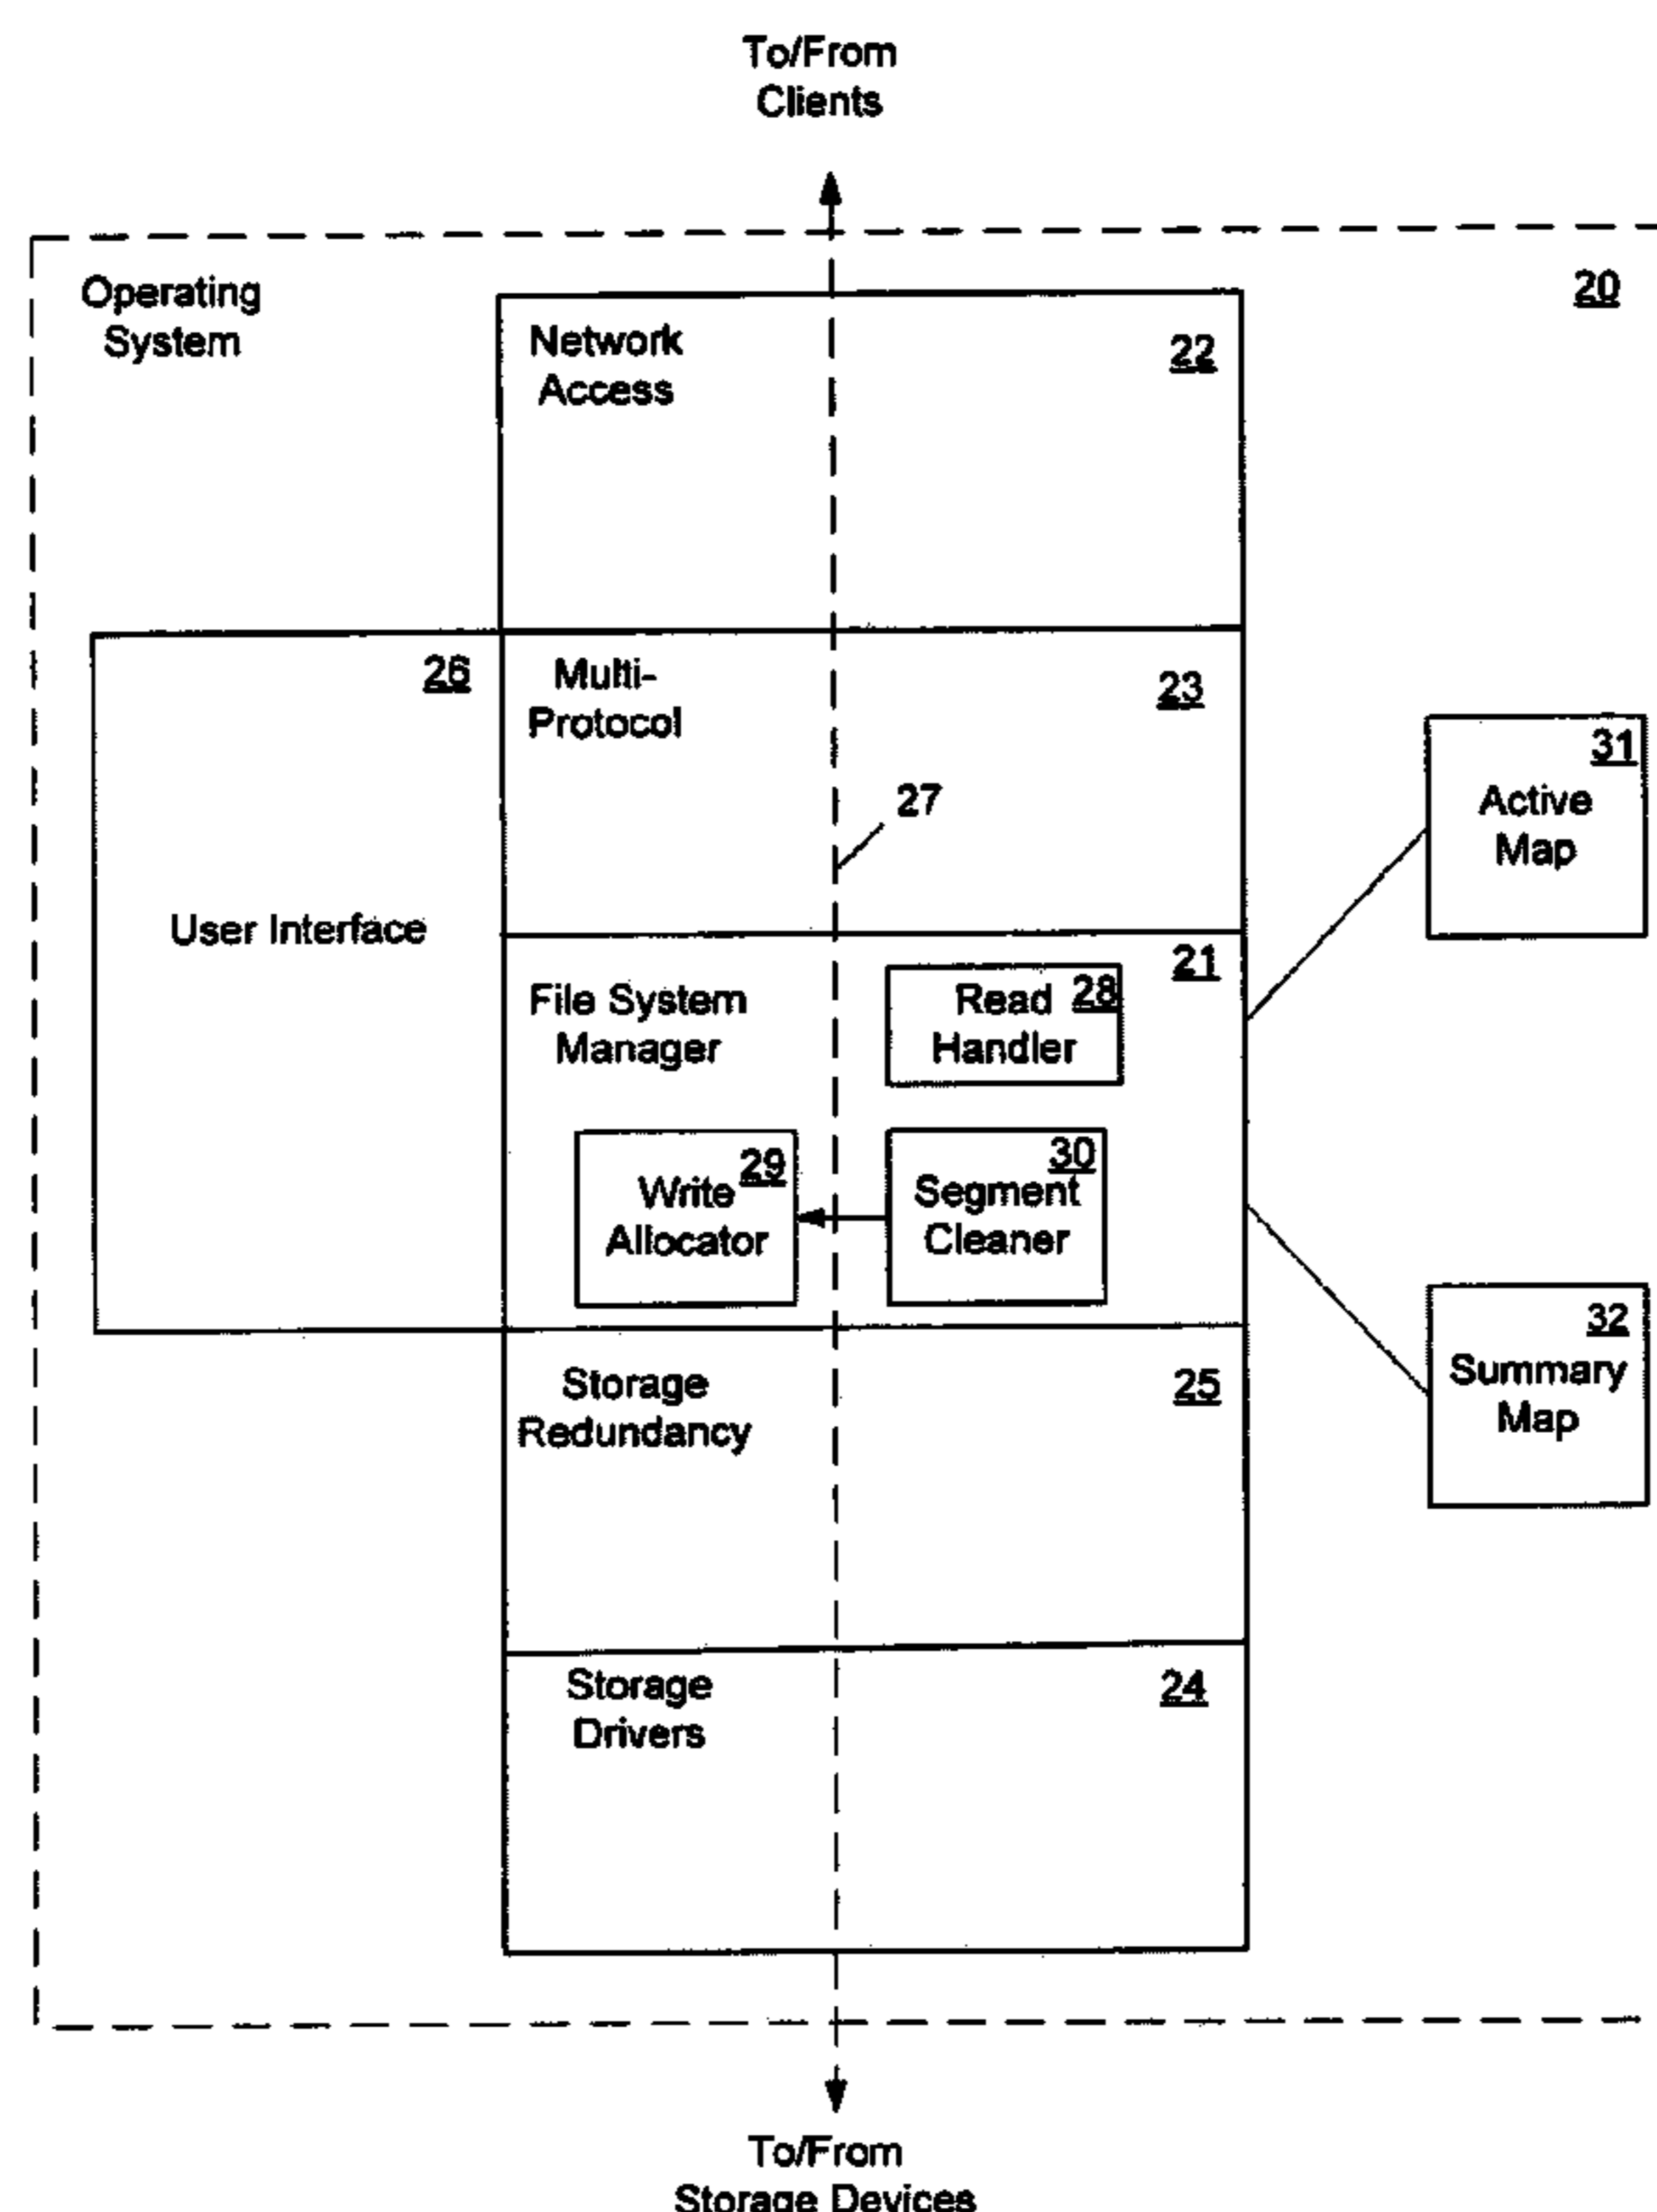 To/From
Clients
Operating
System
20
Network
Access
22
26
Multi-
Protocol
23
27
31
Active
Map
User Interface
21
File System
Manager
Read 28
Handler
29
Write
Allocator
30
Segment
Cleaner
32
Summary
Map
Storage
Redundancy
25
Storage
Drivers
24
To/From
Storage Devices